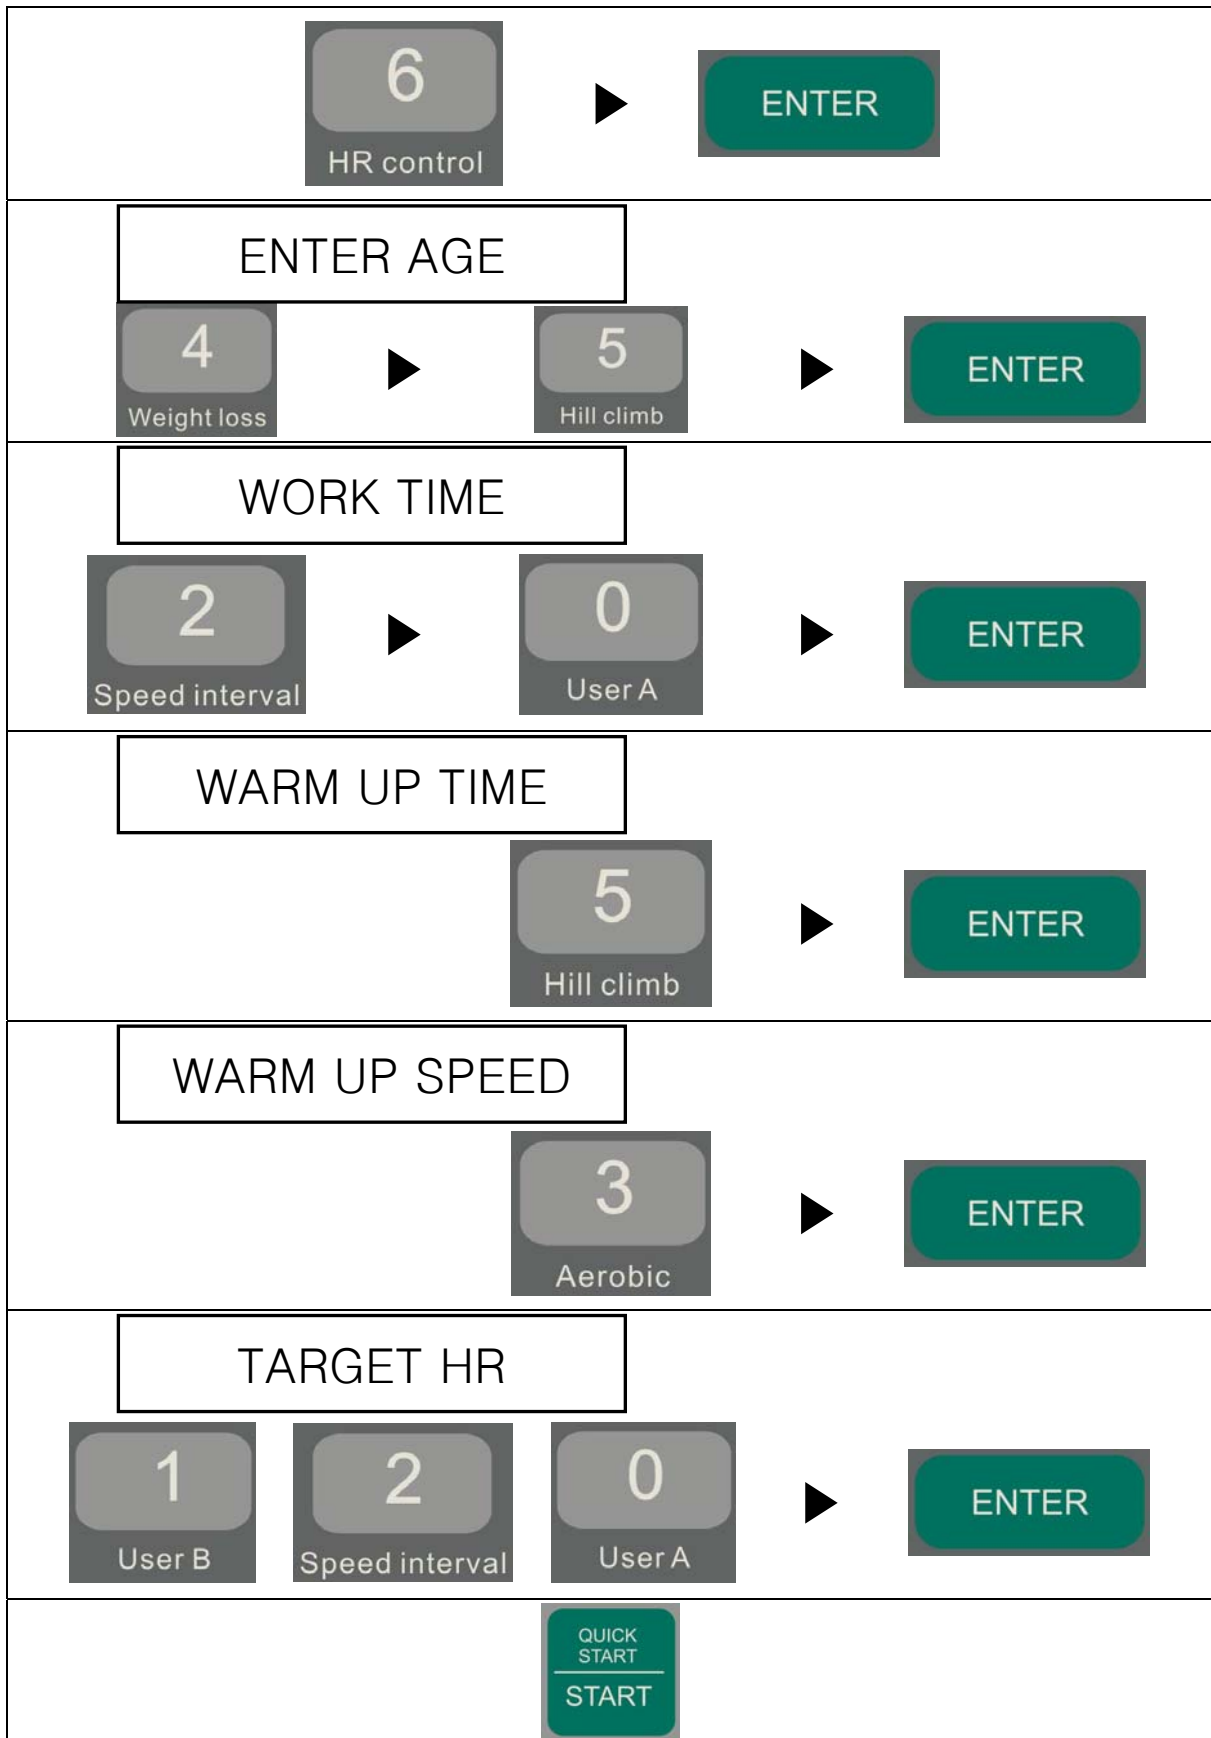 6
HR control
ENTER
ENTER AGE
4
Weight loss
5
Hill climb
ENTER
WORK TIME
2
Speed interval
0
User A
ENTER
WARM UP TIME
5
Hill climb
ENTER
WARM UP SPEED
3
Aerobic
ENTER
TARGET HR
1
User B
2
Speed interval
0
User A
ENTER
QUICK
START
START